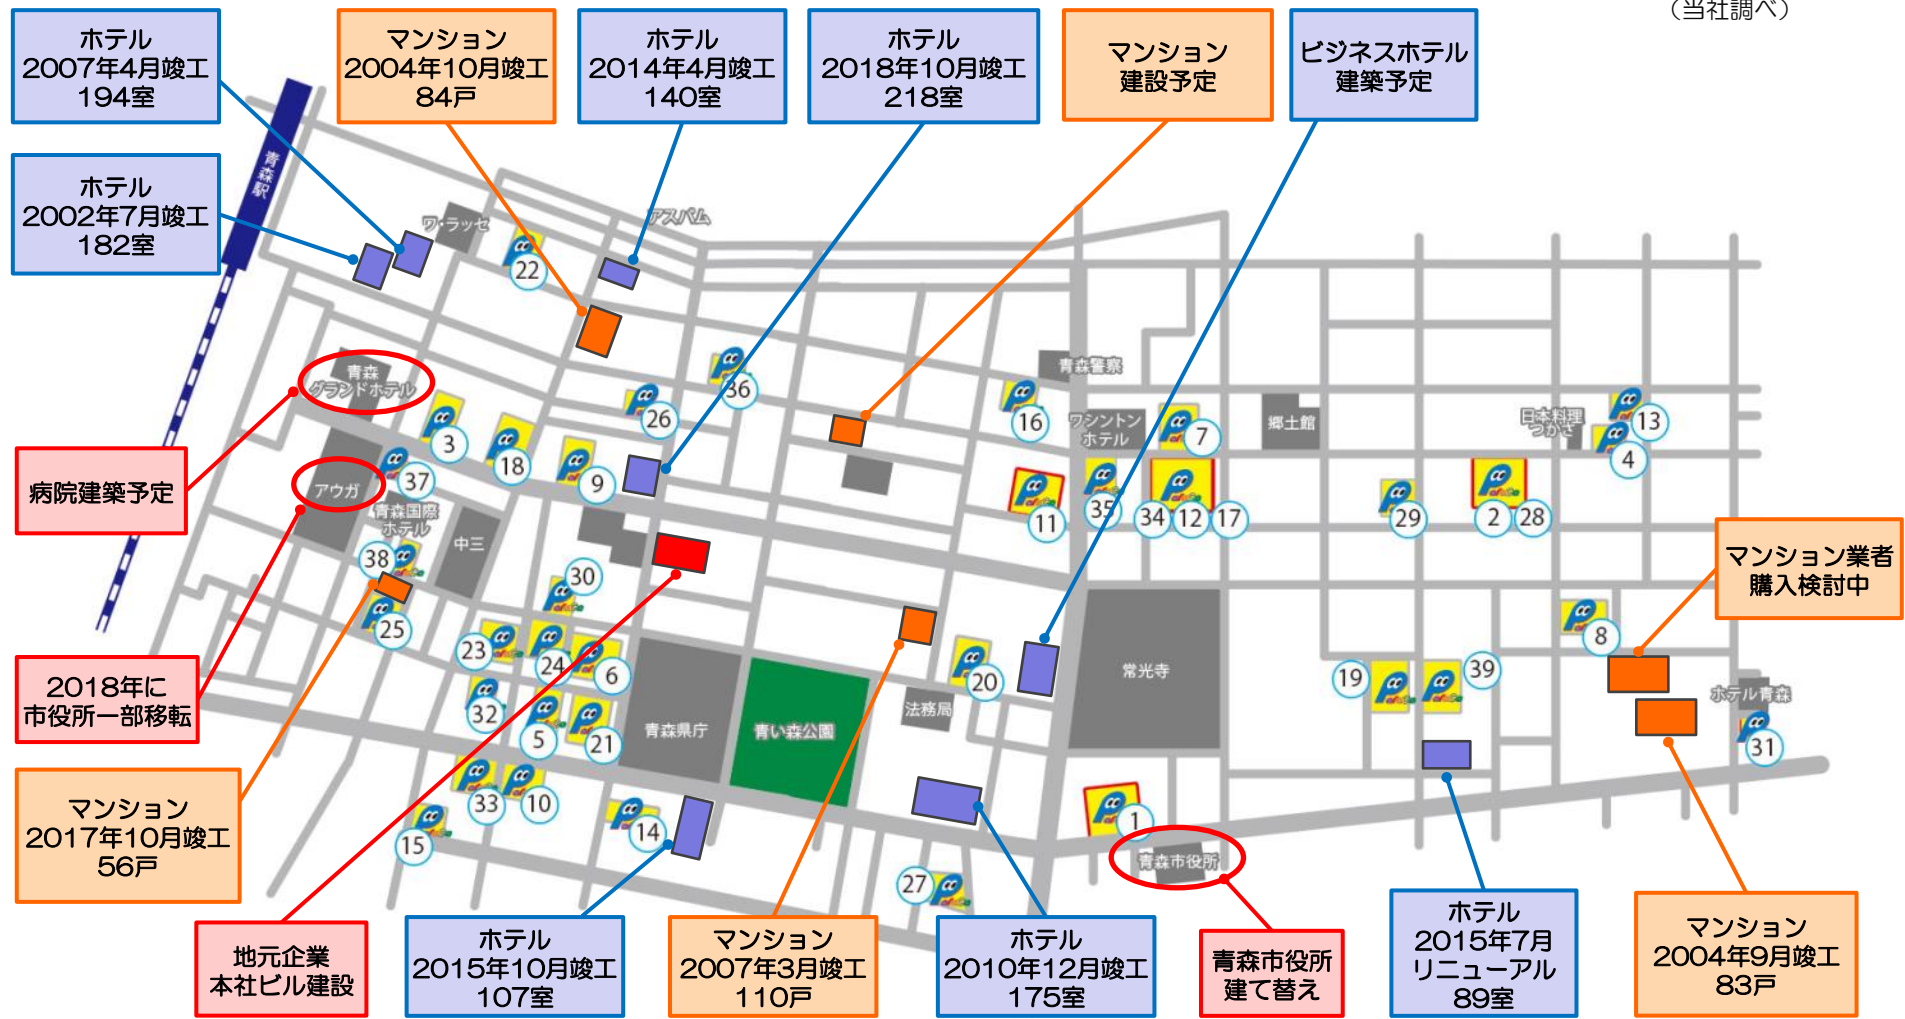 （当社調べ）
ホテル
2007年4月竣工
194室
マンション
2004年10月竣工
84戸
ホテル
2014年4月竣工
140室
ホテル
2018年10月竣工
218室
マンション
建設予定
ビジネスホテル
建築予定
ホテル
2002年7月竣工
182室
青森駅
ワ・ラッセ
アスパム
22
青森
グランドホテル
36
26
3
18
9
37
アウガ
青森国際
ホテル
中三
38
25
30
23
24
6
32
5
21
33
10
15
14
青森県庁
青い森公園
法務局
20
27
青森警察
16
ワシントン
ホテル
7
郷土館
日本料理
つかさ
13
4
11
35
34
12
17
29
2
28
常光寺
8
19
39
ホテル青森
31
1
青森市役所
病院建築予定
2018年に
市役所一部移転
マンション
2017年10月竣工
56戸
マンション業者
購入検討中
地元企業
本社ビル建設
ホテル
2015年10月竣工
107室
マンション
2007年3月竣工
110戸
ホテル
2010年12月竣工
175室
青森市役所
建て替え
ホテル
2015年7月
リニューアル
89室
マンション
2004年9月竣工
83戸